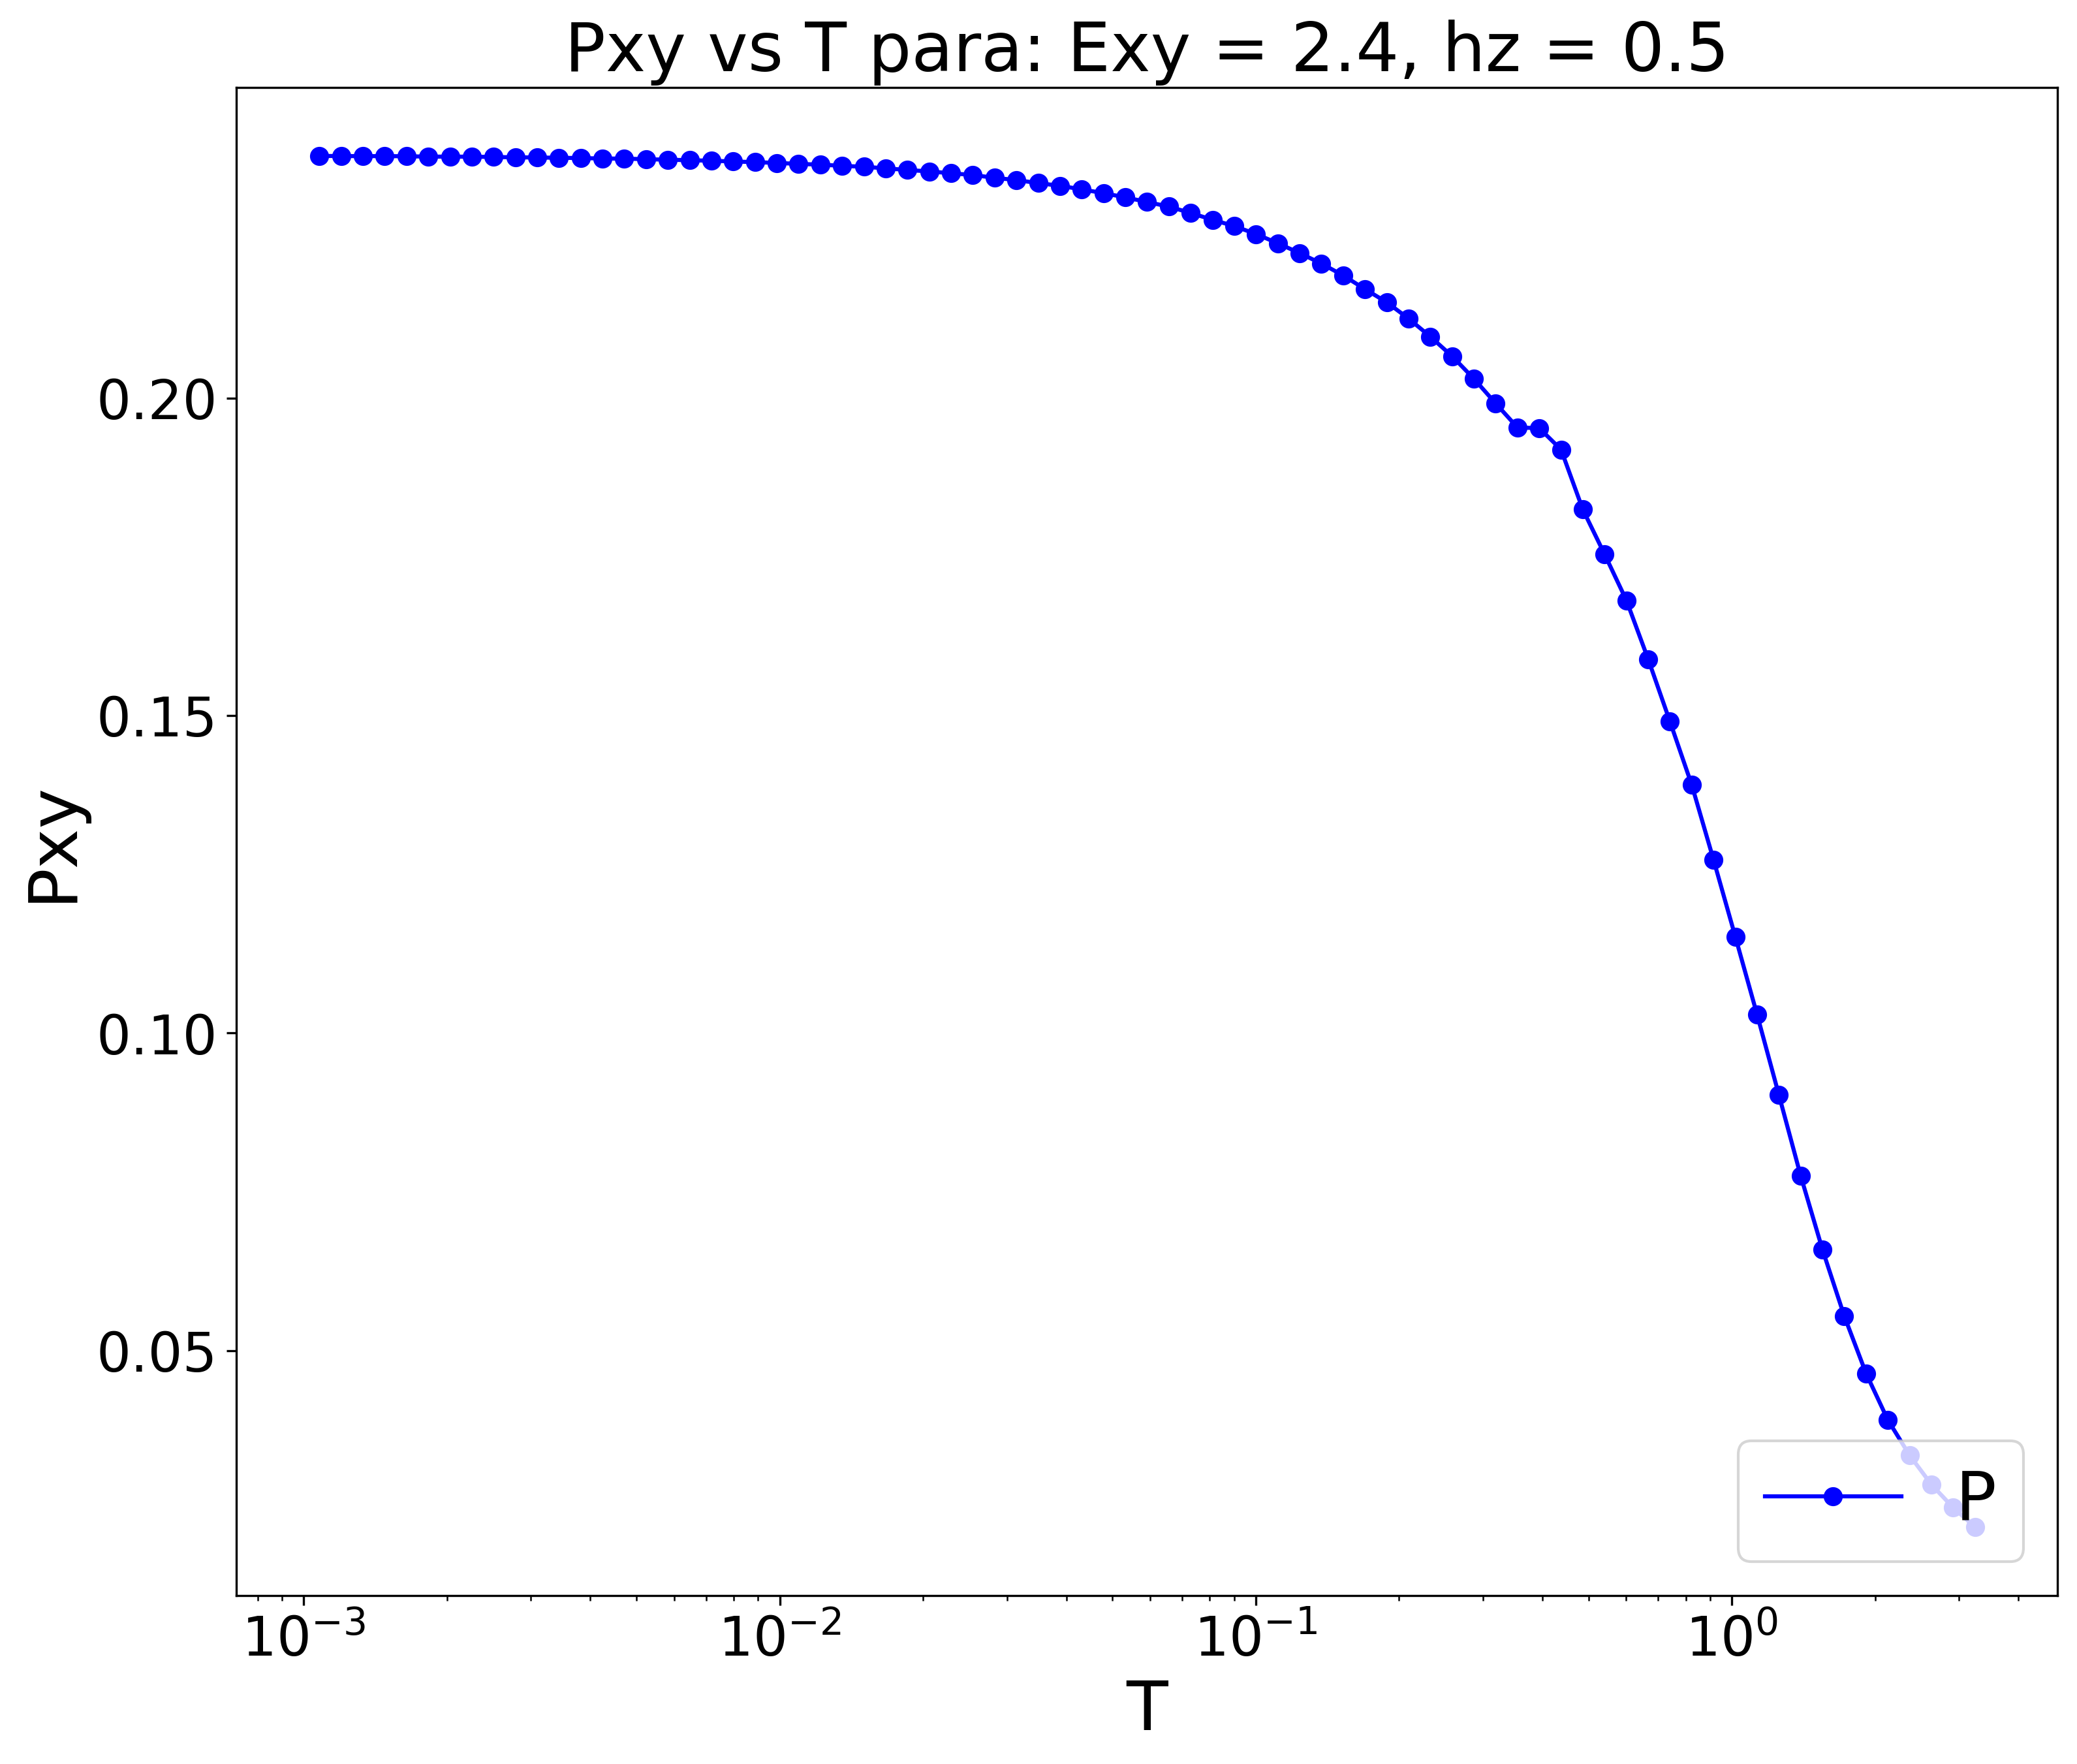 Pxy vs T para: Exy = 2.4, hz = 0.5
Pxy
0.20
0.15
0.10
0.05
P
10⁻³ 10⁻² 10⁻¹ 10⁰
T